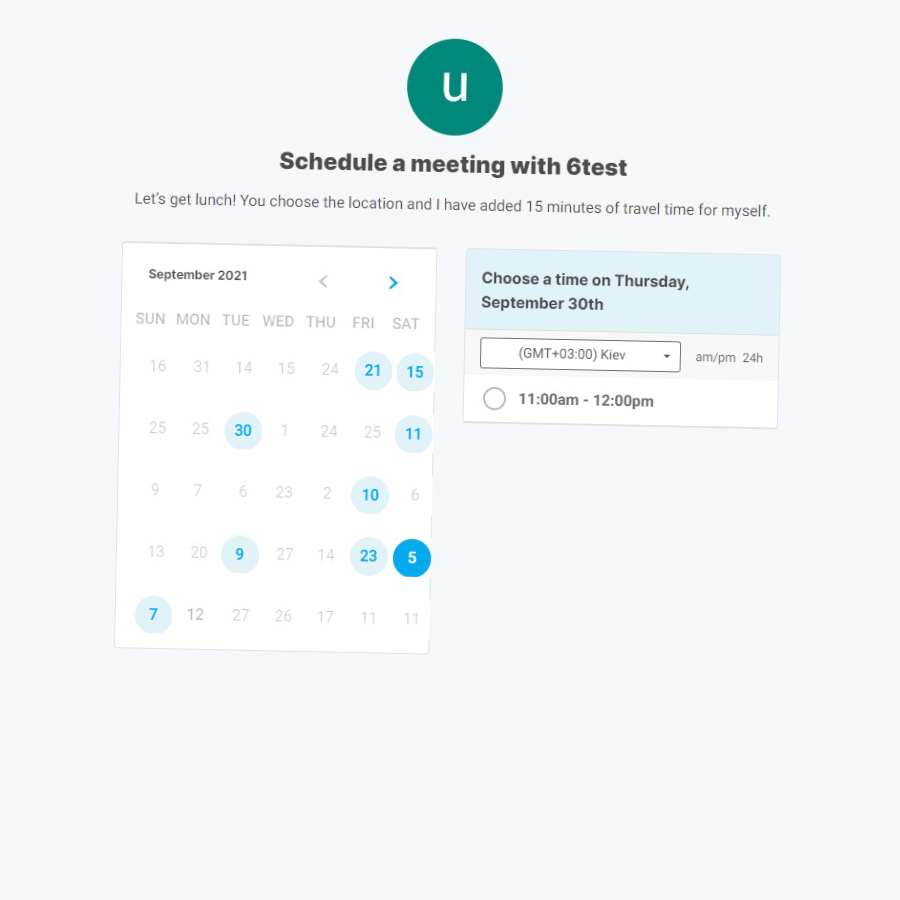 u
Schedule a meeting with 6test
Let's get lunch! You choose the location and I have added 15 minutes of travel time for myself.
September 2021
SUN MON TUE WED THU FRI SAT
16 31 14 15 24 21 15
25 25 30 1 24 25 11
9 7 6 23 2 10 6
13 20 9 27 14 23 5
7 12 27 26 17 11 11
Choose a time on Thursday,
September 30th
(GMT+03:00) Kiev am/pm 24h
11:00am - 12:00pm